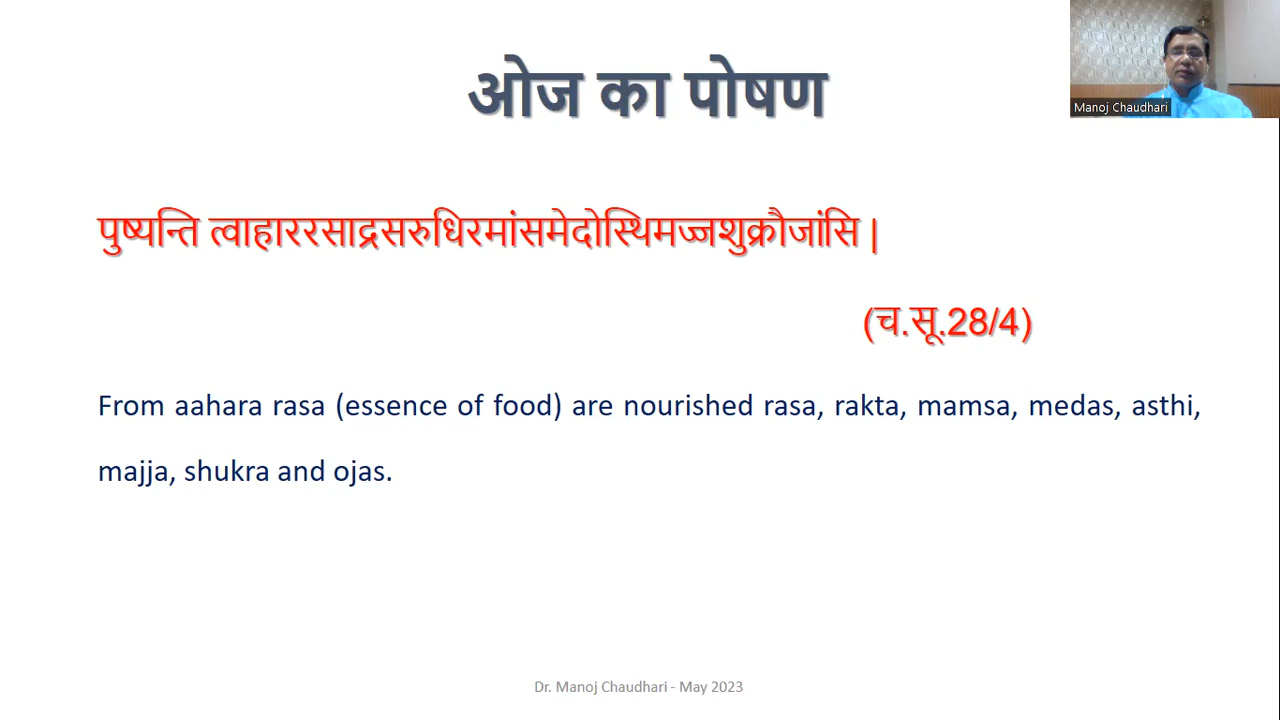 ओज का पोषण
Manoj Chaudhari
पुष्यन्ति त्वाहाररसाद्रसरुधिरमांसमेदोस्थिमज्जशुक्रौजांसि |
(च.सू.28/4)
From aahara rasa (essence of food) are nourished rasa, rakta, mamsa, medas, asthi,
majja, shukra and ojas.
Dr. Manoj Chaudhari - May 2023